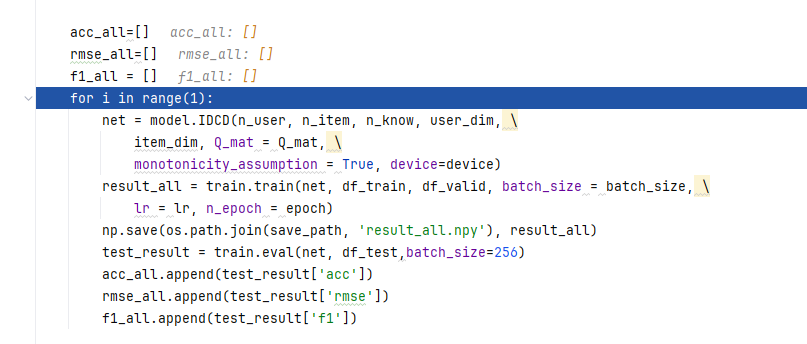 acc_all=[] acc_all: []
rmse_all=[] rmse_all: []
f1_all = [] f1_all: []
for i in range(1):
net = model.IDCD(n_user, n_item, n_know, user_dim, \
item_dim, Q_mat = Q_mat, \
monotonicity_assumption = True, device=device)
result_all = train.train(net, df_train, df_valid, batch_size = batch_size, \
lr = lr, n_epoch = epoch)
np.save(os.path.join(save_path, 'result_all.npy'), result_all)
test_result = train.eval(net, df_test,batch_size=256)
acc_all.append(test_result['acc'])
rmse_all.append(test_result['rmse'])
f1_all.append(test_result['f1'])